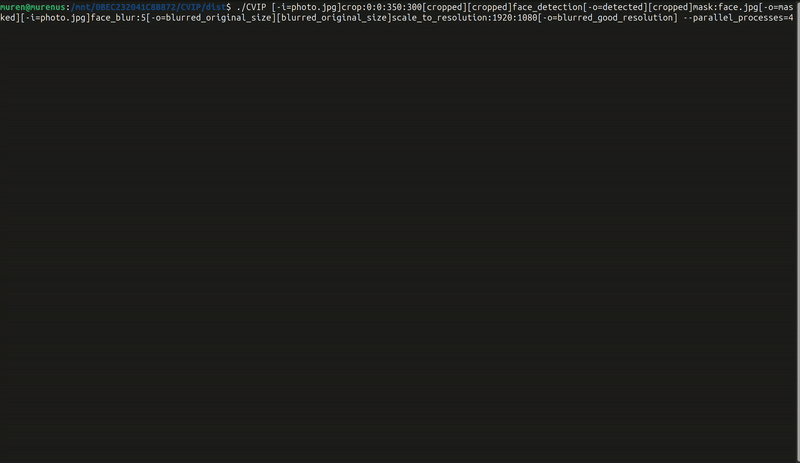 muren@murenus:/mnt/0BEC232041C8B872/CVIP/dist$ ./CVIP [-i=photo.jpg]crop:0:0:350:300[cropped][cropped]face_detection[-o=detected][cropped]mask:face.jpg[-o=mas
ked][-i=photo.jpg]face_blur:5[-o=blurred_original_size][blurred_original_size]scale_to_resolution:1920:1080[-o=blurred_good_resolution] --parallel_processes=4